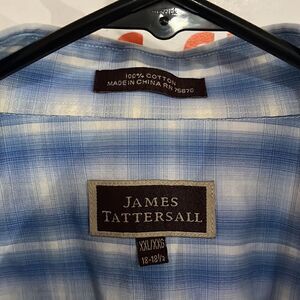 100% COTTON
MADE IN CHINA RN 75870
JAMES
TATTERSALL
XXL/XXG
18-18½